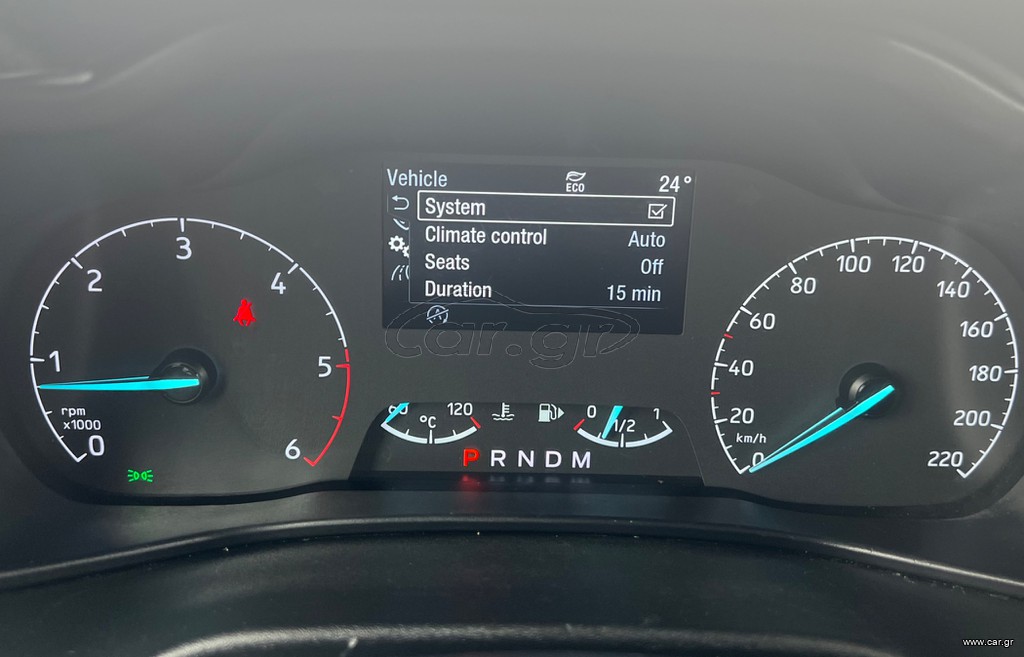 Vehicle ECO 24°
System
Climate control Auto
Seats Off
Duration 15 min
car.gr
0 1 2 3 4 5 6
rpm
x1000
60 120
°C
0 1/2 1
P R N D M
0 20 40 60 80 100 120 140 160 180 200 220
km/h
www.car.gr